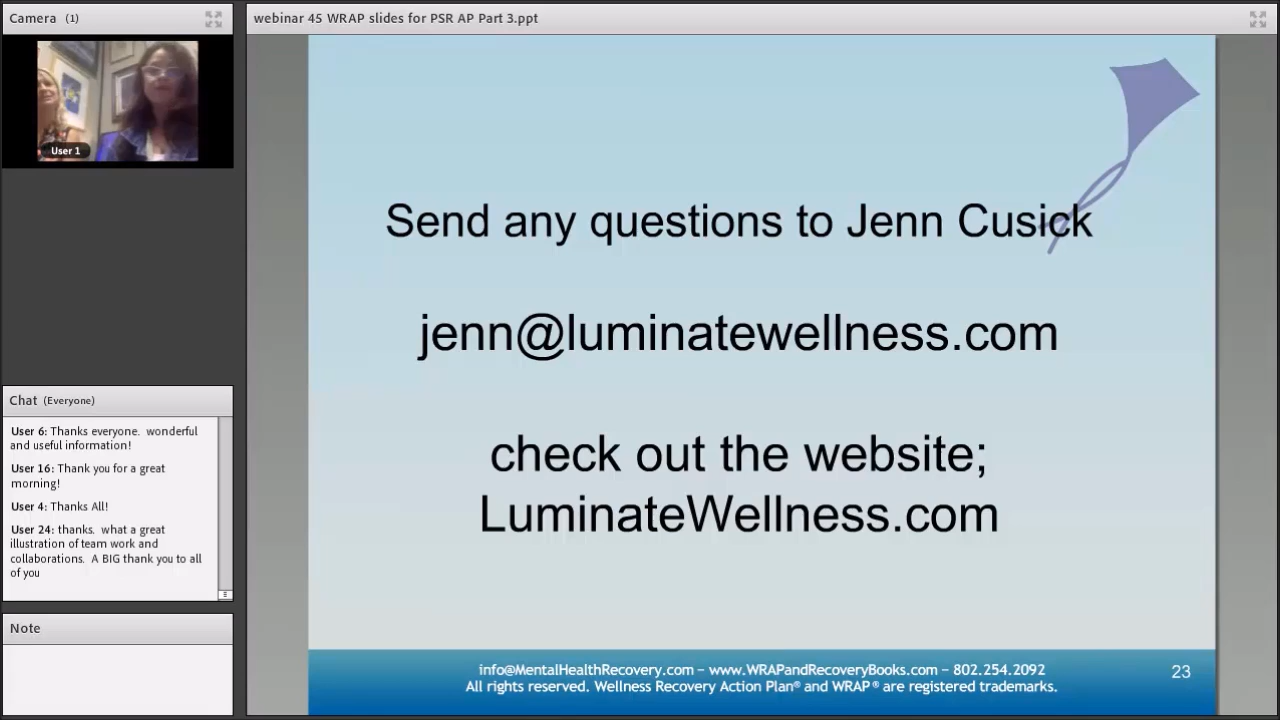 Camera (1)
User 1
webinar 45 WRAP slides for PSR AP Part 3.ppt
Send any questions to Jenn Cusick
jenn@luminatewellness.com
check out the website;
LuminateWellness.com
info@MentalHealthRecovery.com – www.WRAPandRecoveryBooks.com – 802.254.2092
All rights reserved. Wellness Recovery Action Plan® and WRAP® are registered trademarks.
23
Chat (Everyone)
User 6: Thanks everyone. wonderful
and useful information!
User 16: Thank you for a great
morning!
User 4: Thanks All!
User 24: thanks. what a great
illustration of team work and
collaborations. A BIG thank you to all
of you
Note